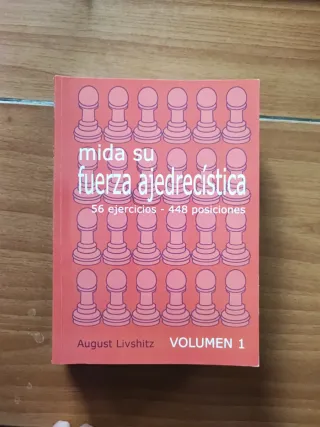 mida su
fuerza ajedrecística
56 ejercicios - 448 posiciones
August Livshitz VOLUMEN 1